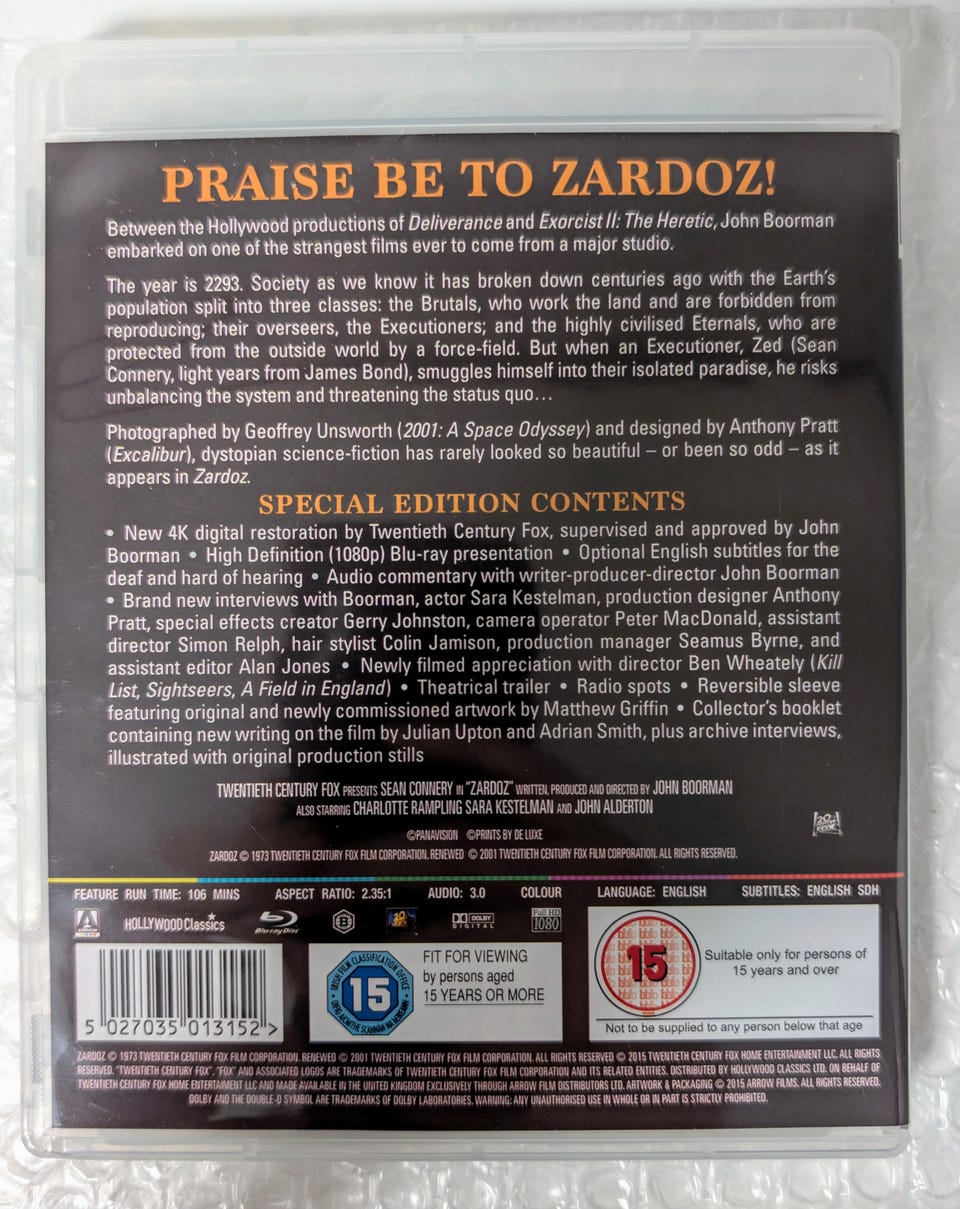 PRAISE BE TO ZARDOZ!
Between the Hollywood productions of Deliverance and Exorcist II: The Heretic, John Boorman
embarked on one of the strangest films ever to come from a major studio.
The year is 2293. Society as we know it has broken down centuries ago with the Earth's
population split into three classes: the Brutals, who work the land and are forbidden from
reproducing; their overseers, the Executioners; and the highly civilised Eternals, who are
protected from the outside world by a force-field. But when an Executioner, Zed (Sean
Connery, light years from James Bond), smuggles himself into their isolated paradise, he risks
unbalancing the system and threatening the status quo...
Photographed by Geoffrey Unsworth (2001: A Space Odyssey) and designed by Anthony Pratt
(Excalibur), dystopian science-fiction has rarely looked so beautiful – or been so odd – as it
appears in Zardoz.
SPECIAL EDITION CONTENTS
• New 4K digital restoration by Twentieth Century Fox, supervised and approved by John
Boorman • High Definition (1080p) Blu-ray presentation • Optional English subtitles for the
deaf and hard of hearing • Audio commentary with writer-producer-director John Boorman
• Brand new interviews with Boorman, actor Sara Kestelman, production designer Anthony
Pratt, special effects creator Gerry Johnston, camera operator Peter MacDonald, assistant
director Simon Relph, hair stylist Colin Jamison, production manager Seamus Byrne, and
assistant editor Alan Jones • Newly filmed appreciation with director Ben Wheately (Kill
List, Sightseers, A Field in England) • Theatrical trailer • Radio spots • Reversible sleeve
featuring original and newly commissioned artwork by Matthew Griffin • Collector's booklet
containing new writing on the film by Julian Upton and Adrian Smith, plus archive interviews,
illustrated with original production stills
TWENTIETH CENTURY FOX PRESENTS SEAN CONNERY IN "ZARDOZ" WRITTEN, PRODUCED AND DIRECTED BY JOHN BOORMAN
ALSO STARRING CHARLOTTE RAMPLING SARA KESTELMAN AND JOHN ALDERTON
©PANAVISION ©PRINTS BY DE LUXE
ZARDOZ © 1973 TWENTIETH CENTURY FOX FILM CORPORATION. RENEWED © 2001 TWENTIETH CENTURY FOX FILM CORPORATION. ALL RIGHTS RESERVED.
FEATURE RUN TIME: 106 MINS ASPECT RATIO: 2.35:1 AUDIO: 3.0 COLOUR LANGUAGE: ENGLISH SUBTITLES: ENGLISH SDH
ARROW HOLLYWOOD Classics Blu-ray Disc B 20 DOLBY DIGITAL Full HD 1080
5 027035 013152 >
IRISH FILM CLASSIFICATION OFFICE
15
FIT FOR VIEWING
by persons aged
15 YEARS OR MORE
15
Suitable only for persons of
15 years and over
Not to be supplied to any person below that age
ZARDOZ © 1973 TWENTIETH CENTURY FOX FILM CORPORATION. RENEWED © 2001 TWENTIETH CENTURY FOX FILM CORPORATION. ALL RIGHTS RESERVED © 2015 TWENTIETH CENTURY FOX HOME ENTERTAINMENT LLC. ALL RIGHTS
RESERVED. "TWENTIETH CENTURY FOX", "FOX" AND ASSOCIATED LOGOS ARE TRADEMARKS OF TWENTIETH CENTURY FOX FILM CORPORATION AND ITS RELATED ENTITIES. DISTRIBUTED BY HOLLYWOOD CLASSICS LTD. ON BEHALF OF
TWENTIETH CENTURY FOX HOME ENTERTAINMENT LLC AND MADE AVAILABLE IN THE UNITED KINGDOM EXCLUSIVELY THROUGH ARROW FILM DISTRIBUTORS LTD. ARTWORK & PACKAGING © 2015 ARROW FILMS. ALL RIGHTS RESERVED.
DOLBY AND THE DOUBLE-D SYMBOL ARE TRADEMARKS OF DOLBY LABORATORIES. WARNING: ANY UNAUTHORISED USE IN WHOLE OR IN PART IS STRICTLY PROHIBITED.